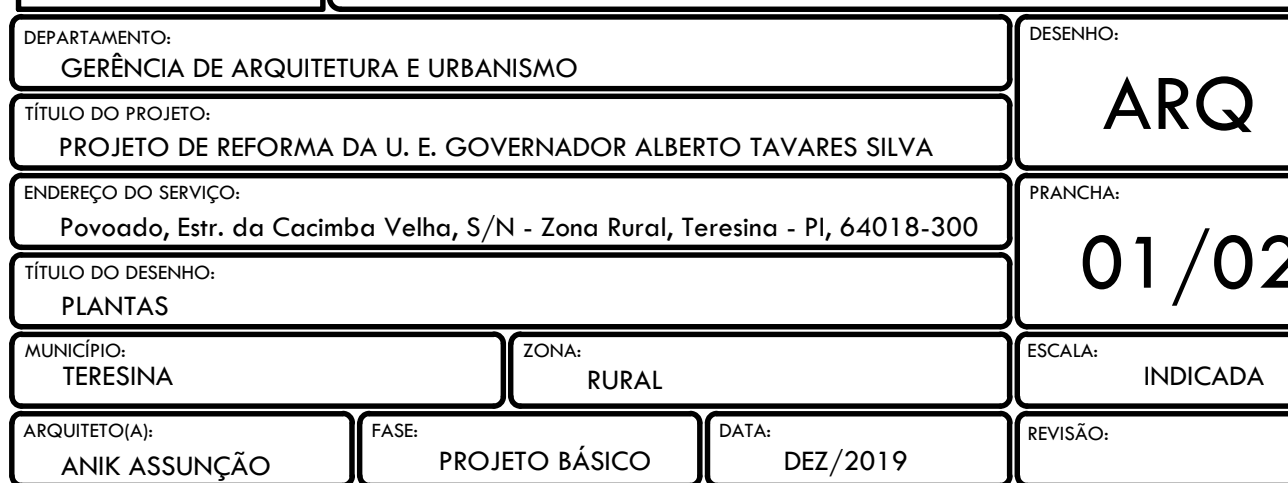 DEPARTAMENTO:
GERÊNCIA DE ARQUITETURA E URBANISMO
DESENHO:
ARQ
TÍTULO DO PROJETO:
PROJETO DE REFORMA DA U. E. GOVERNADOR ALBERTO TAVARES SILVA
ENDEREÇO DO SERVIÇO:
Povoado, Estr. da Cacimba Velha, S/N - Zona Rural, Teresina - PI, 64018-300
PRANCHA:
01/02
TÍTULO DO DESENHO:
PLANTAS
MUNICÍPIO:
TERESINA
ZONA:
RURAL
ESCALA:
INDICADA
ARQUITETO(A):
ANIK ASSUNÇÃO
FASE:
PROJETO BÁSICO
DATA:
DEZ/2019
REVISÃO: